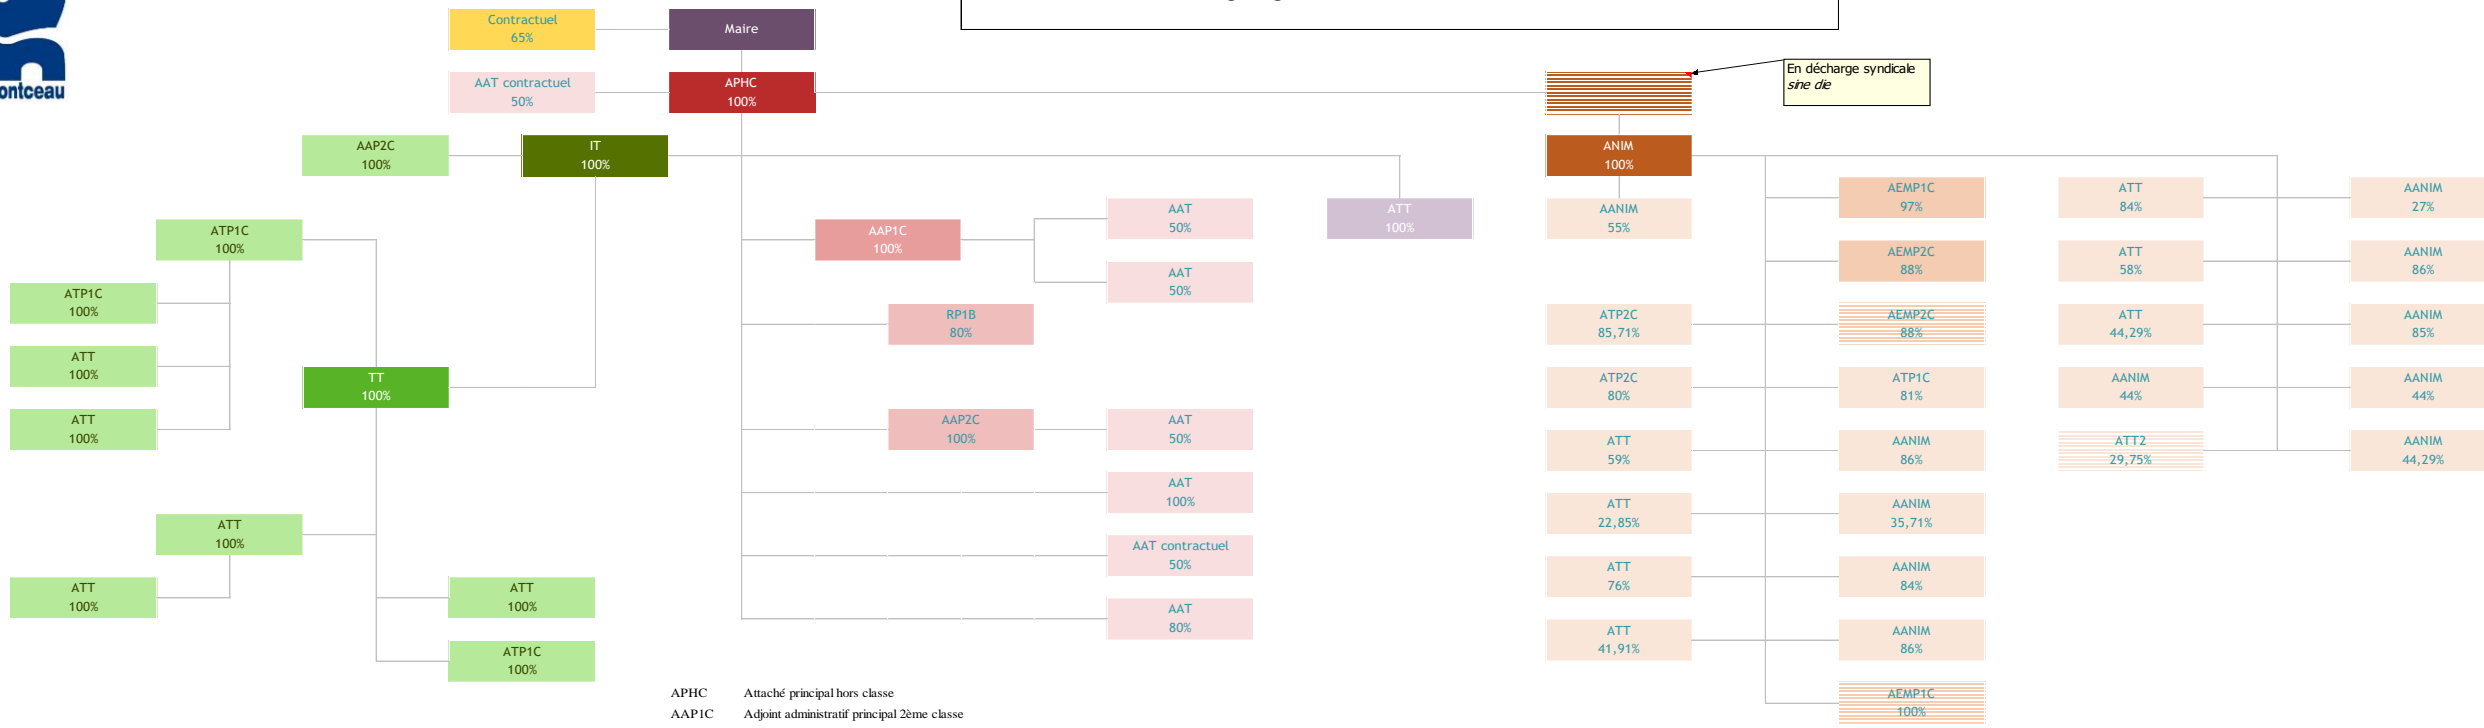 Contractuel
65%
Maire
ontceau
AAT contractuel
50%
APHC
100%
En décharge syndicale
sine die
AAP2C
100%
IT
100%
ANIM
100%
ATP1C
100%
ATP1C
100%
ATT
100%
ATT
100%
TT
100%
ATT
100%
ATT
100%
ATT
100%
ATP1C
100%
AAP1C
100%
AAT
50%
AAT
50%
RP1B
80%
AAP2C
100%
AAT
50%
AAT
100%
AAT contractuel
50%
AAT
80%
ATT
100%
AANIM
55%
ATP2C
85,71%
ATP2C
80%
ATT
59%
ATT
22,85%
ATT
76%
ATT
41,91%
AEMP1C
97%
AEMP2C
88%
AEMP2C
88%
ATP1C
81%
AANIM
86%
AANIM
35,71%
AANIM
84%
AANIM
86%
AEMP1C
100%
ATT
84%
ATT
58%
ATT
44,29%
AANIM
44%
ATT2
29,75%
AANIM
27%
AANIM
86%
AANIM
85%
AANIM
44%
AANIM
44,29%
APHC Attaché principal hors classe
AAP1C Adjoint administratif principal 2ème classe